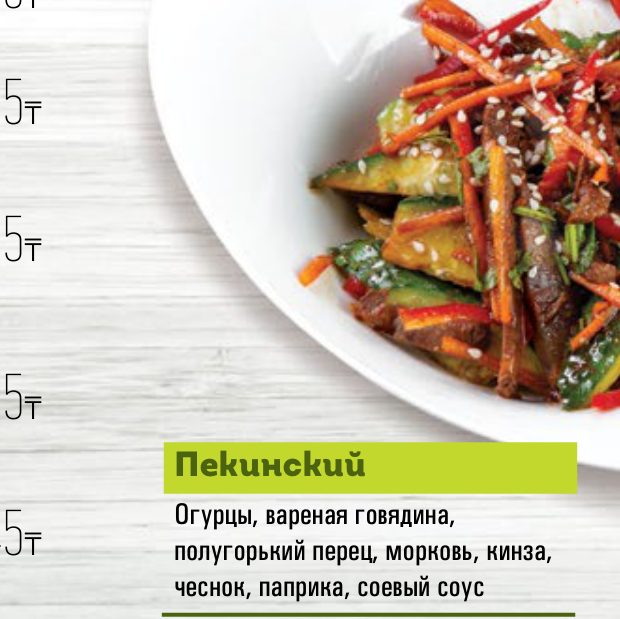 5₸
5₸
5₸
5₸
Пекинский
Огурцы, вареная говядина,
полугорький перец, морковь, кинза,
чеснок, паприка, соевый соус